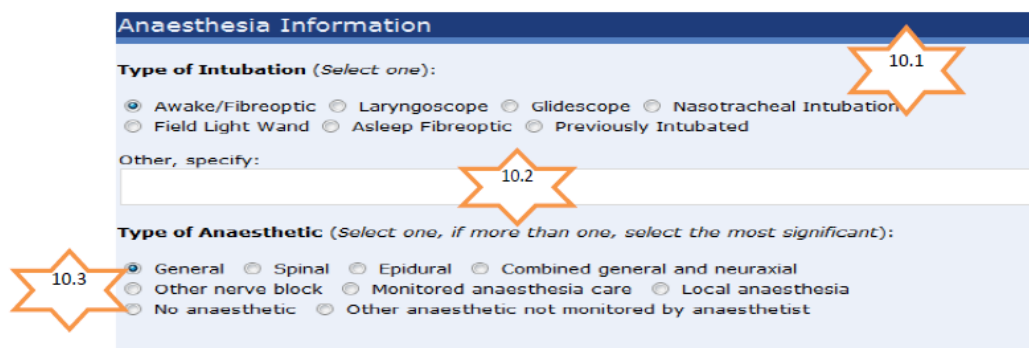 Anaesthesia Information
10.1
Type of Intubation (Select one):
Awake/Fibreoptic Laryngoscope Glidescope Nasotracheal Intubation
Field Light Wand Asleep Fibreoptic Previously Intubated
Other, specify:
10.2
Type of Anaesthetic (Select one, if more than one, select the most significant):
10.3
General Spinal Epidural Combined general and neuraxial
Other nerve block Monitored anaesthesia care Local anaesthesia
No anaesthetic Other anaesthetic not monitored by anaesthetist